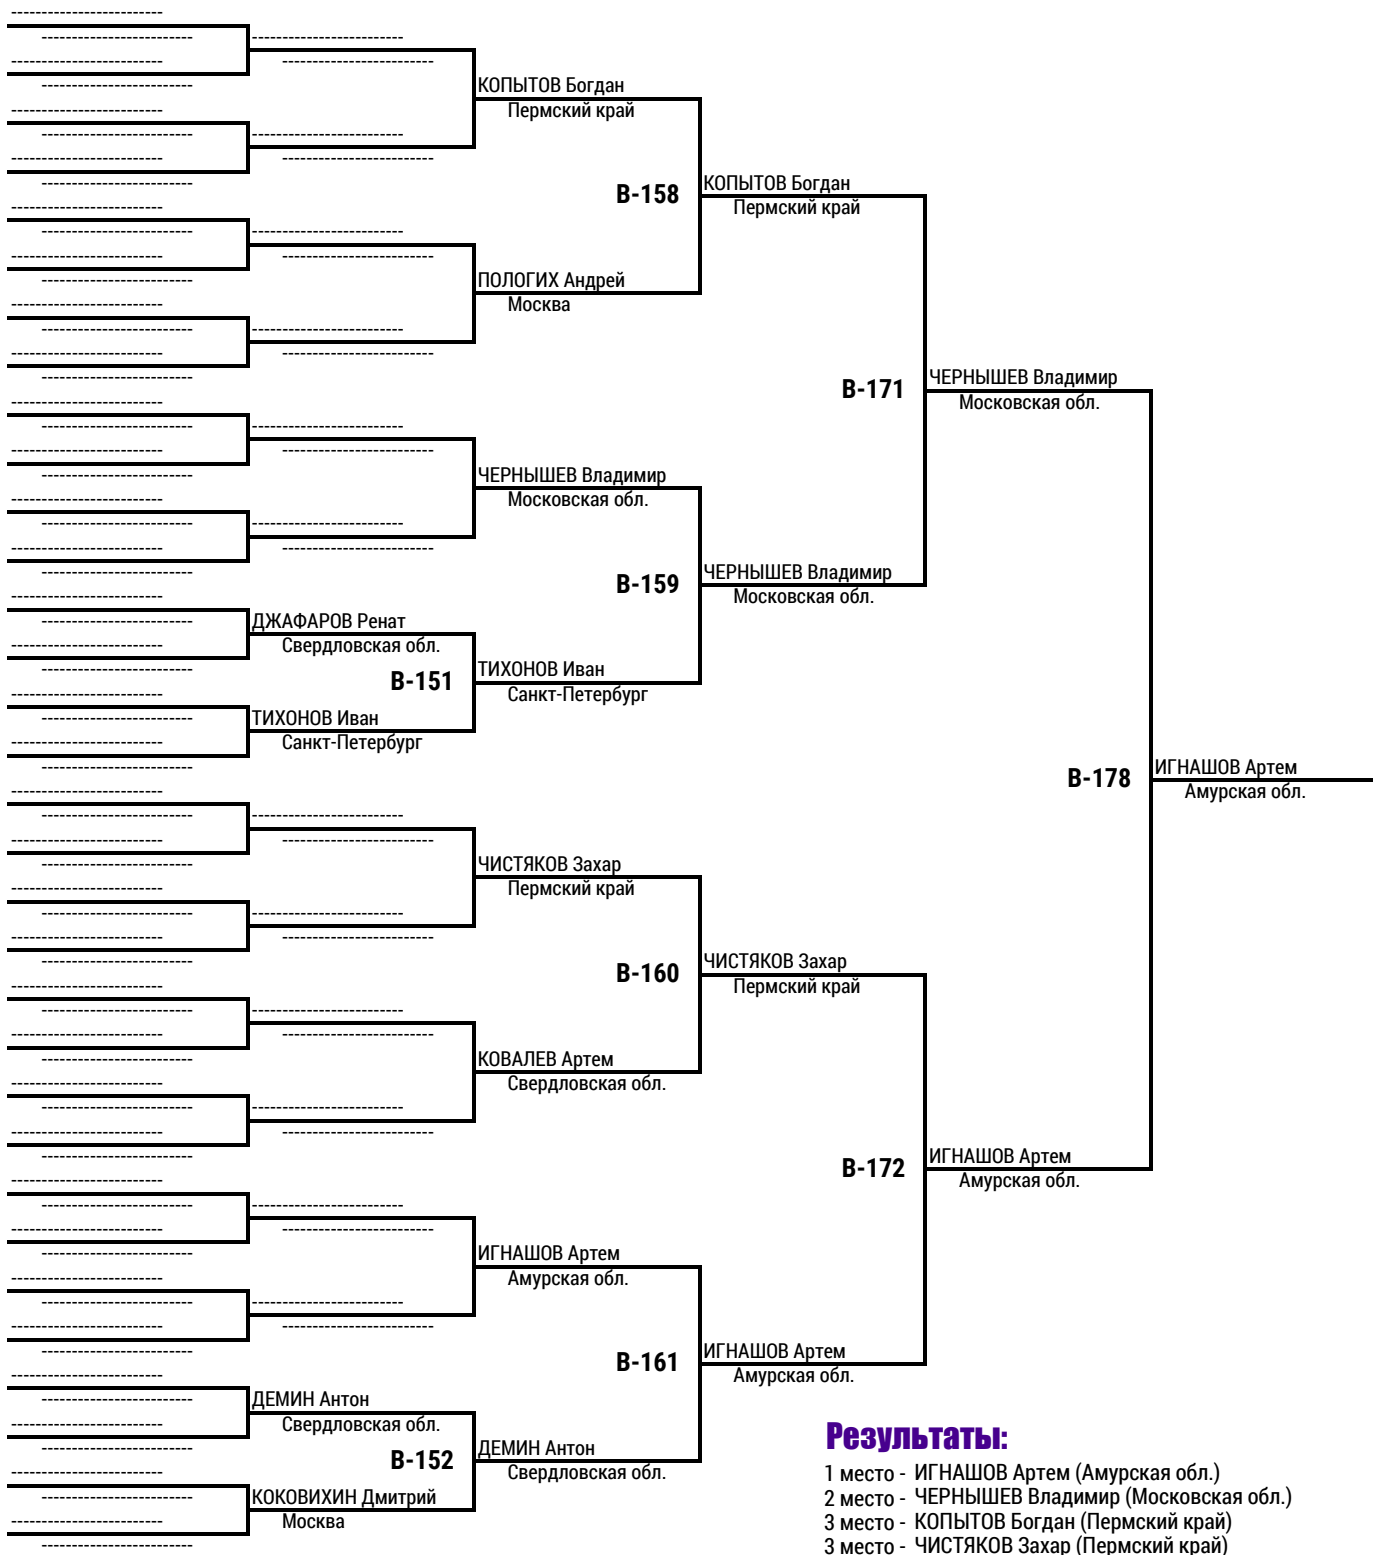 КОПЫТОВ Богдан
Пермский край
B-158
КОПЫТОВ Богдан
Пермский край
ПОЛОГИХ Андрей
Москва
B-171
ЧЕРНЫШЕВ Владимир
Московская обл.
ЧЕРНЫШЕВ Владимир
Московская обл.
B-159
ЧЕРНЫШЕВ Владимир
Московская обл.
ДЖАФАРОВ Ренат
Свердловская обл.
B-151
ТИХОНОВ Иван
Санкт-Петербург
ТИХОНОВ Иван
Санкт-Петербург
B-178
ИГНАШОВ Артем
Амурская обл.
ЧИСТЯКОВ Захар
Пермский край
B-160
ЧИСТЯКОВ Захар
Пермский край
КОВАЛЕВ Артем
Свердловская обл.
B-172
ИГНАШОВ Артем
Амурская обл.
ИГНАШОВ Артем
Амурская обл.
B-161
ИГНАШОВ Артем
Амурская обл.
ДЕМИН Антон
Свердловская обл.
B-152
ДЕМИН Антон
Свердловская обл.
КОКОВИХИН Дмитрий
Москва
Результаты:
1 место - ИГНАШОВ Артем (Амурская обл.)
2 место - ЧЕРНЫШЕВ Владимир (Московская обл.)
3 место - КОПЫТОВ Богдан (Пермский край)
3 место - ЧИСТЯКОВ Захар (Пермский край)